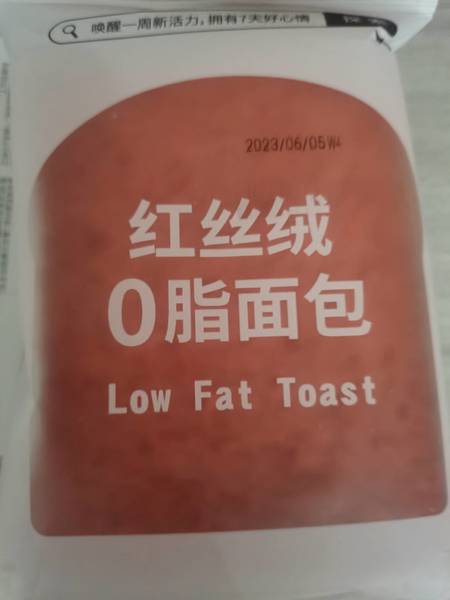 唤醒一周新活力,拥有7天好心情
2023/06/05W4
红丝绒
0脂面包
Low Fat Toast